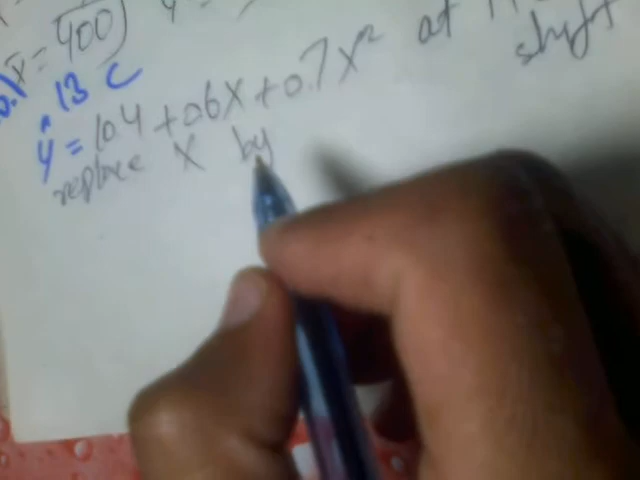 x̄ = 400)
13 C
ŷ = 10.4 + 0.6X + 0.7X² at
shift
replace X by